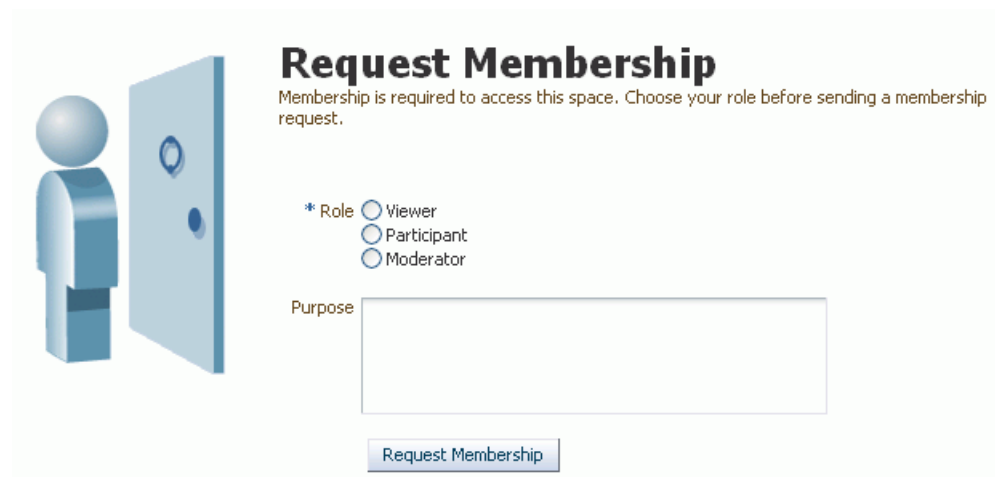 Request Membership
Membership is required to access this space. Choose your role before sending a membership
request.
* Role Viewer
Participant
Moderator
Purpose
Request Membership